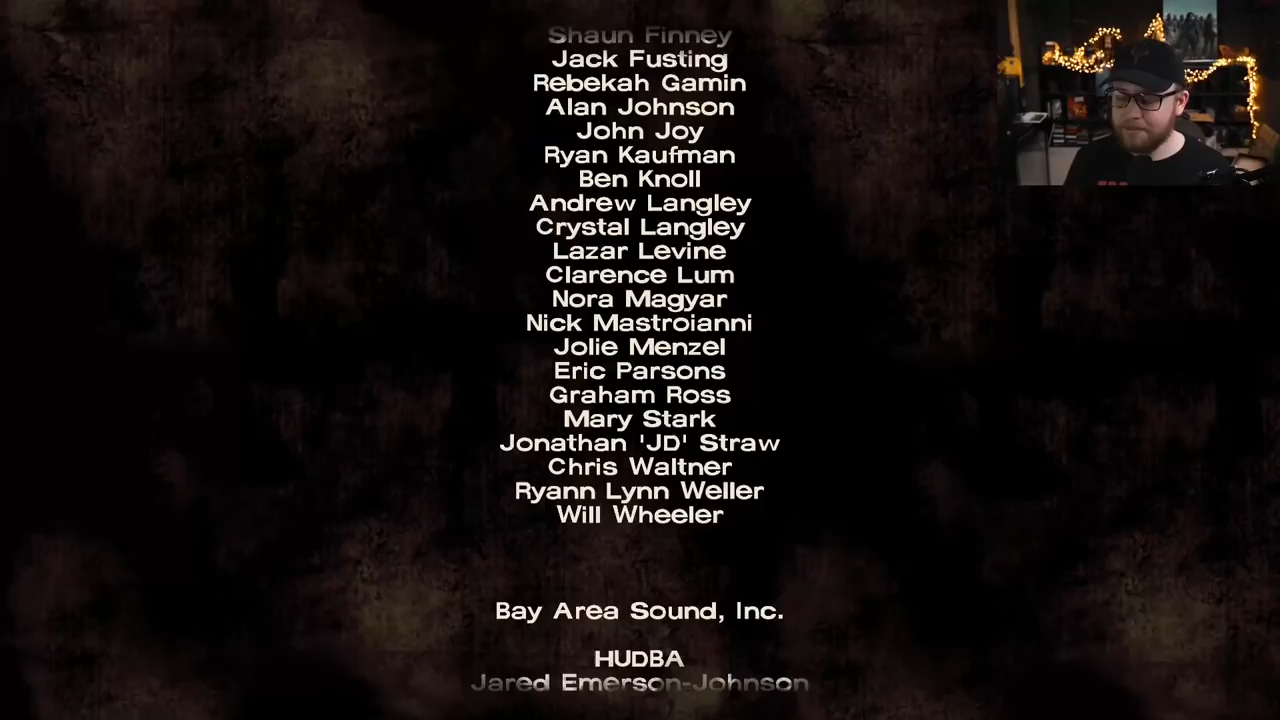 Shaun Finney
Jack Fusting
Rebekah Gamin
Alan Johnson
John Joy
Ryan Kaufman
Ben Knoll
Andrew Langley
Crystal Langley
Lazar Levine
Clarence Lum
Nora Magyar
Nick Mastroianni
Jolie Menzel
Eric Parsons
Graham Ross
Mary Stark
Jonathan 'JD' Straw
Chris Waltner
Ryann Lynn Weller
Will Wheeler
Bay Area Sound, Inc.
HUDBA
Jared Emerson-Johnson